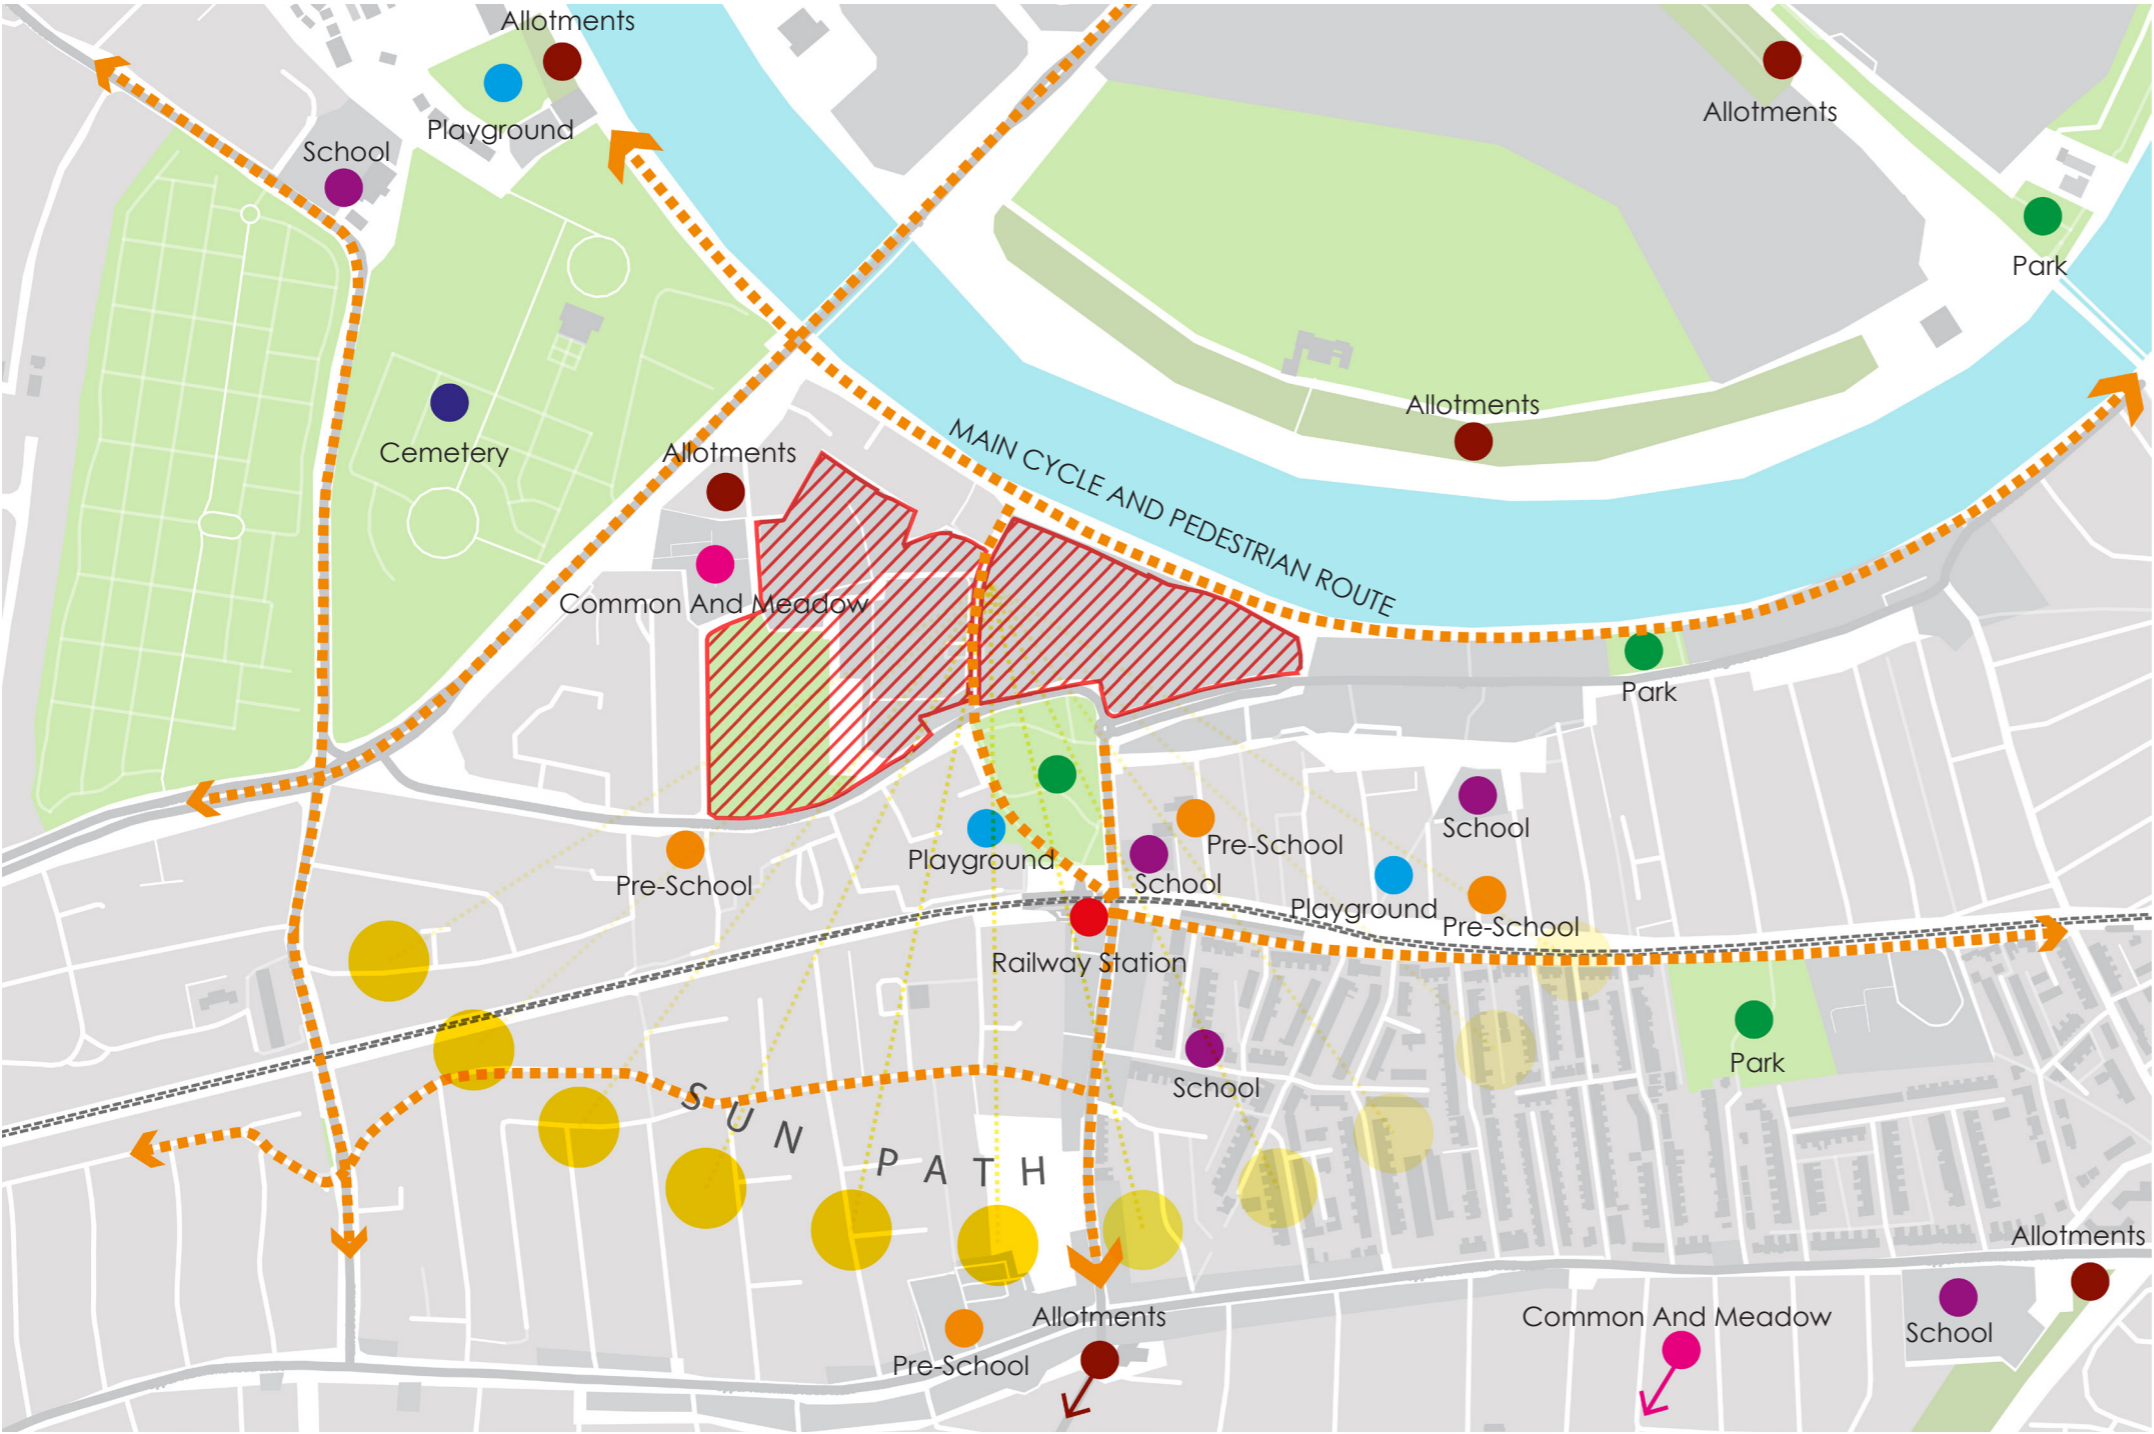 Allotments
Playground
School
Allotments
Park
Cemetery
Allotments
Allotments
MAIN CYCLE AND PEDESTRIAN ROUTE
Common And Meadow
Park
Pre-School
Playground
Pre-School
School
School
Playground
Pre-School
Railway Station
School
Park
SUN PATH
Allotments
Pre-School
Allotments
Common And Meadow
School